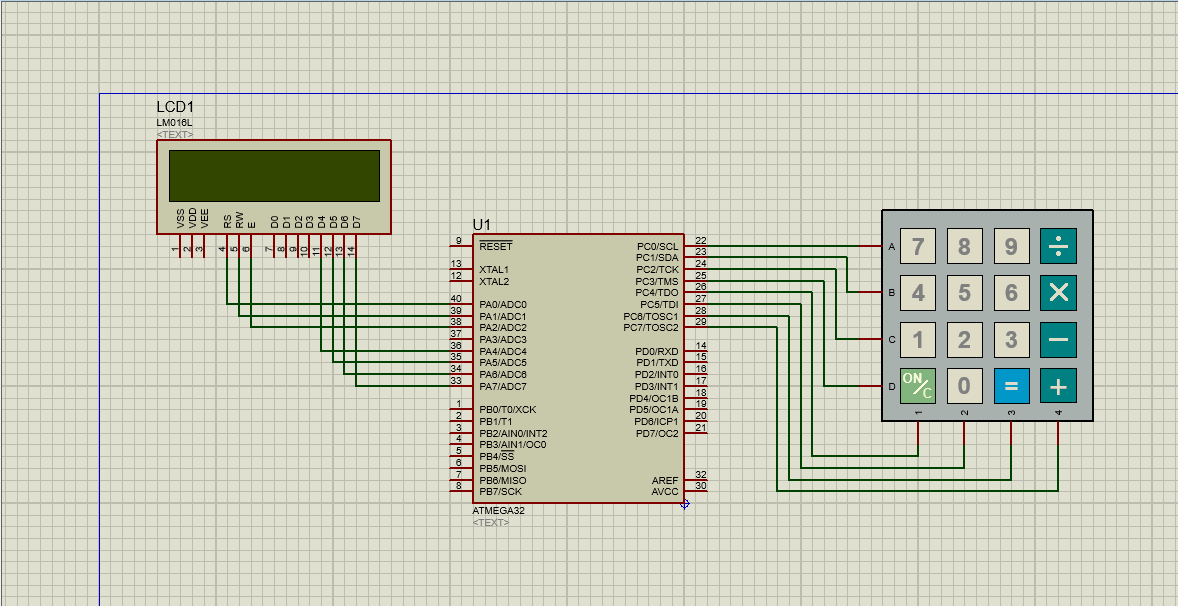 LCD1
LM016L
<TEXT>
VSS VDD VEE RS RW E D0 D1 D2 D3 D4 D5 D6 D7
1 2 3 4 5 6 7 8 9 10 11 12 13 14
U1
9 RESET
13 XTAL1
12 XTAL2
40 PA0/ADC0
39 PA1/ADC1
38 PA2/ADC2
37 PA3/ADC3
36 PA4/ADC4
35 PA5/ADC5
34 PA6/ADC6
33 PA7/ADC7
1 PB0/T0/XCK
2 PB1/T1
3 PB2/AIN0/INT2
4 PB3/AIN1/OC0
5 PB4/SS
6 PB5/MOSI
7 PB6/MISO
8 PB7/SCK
PC0/SCL 22
PC1/SDA 23
PC2/TCK 24
PC3/TMS 25
PC4/TDO 26
PC5/TDI 27
PC6/TOSC1 28
PC7/TOSC2 29
PD0/RXD 14
PD1/TXD 15
PD2/INT0 16
PD3/INT1 17
PD4/OC1B 18
PD5/OC1A 19
PD6/ICP1 20
PD7/OC2 21
AREF 32
AVCC 30
ATMEGA32
<TEXT>
A 7 8 9 ÷
B 4 5 6 ×
C 1 2 3 −
D ON/C 0 = +
1 2 3 4